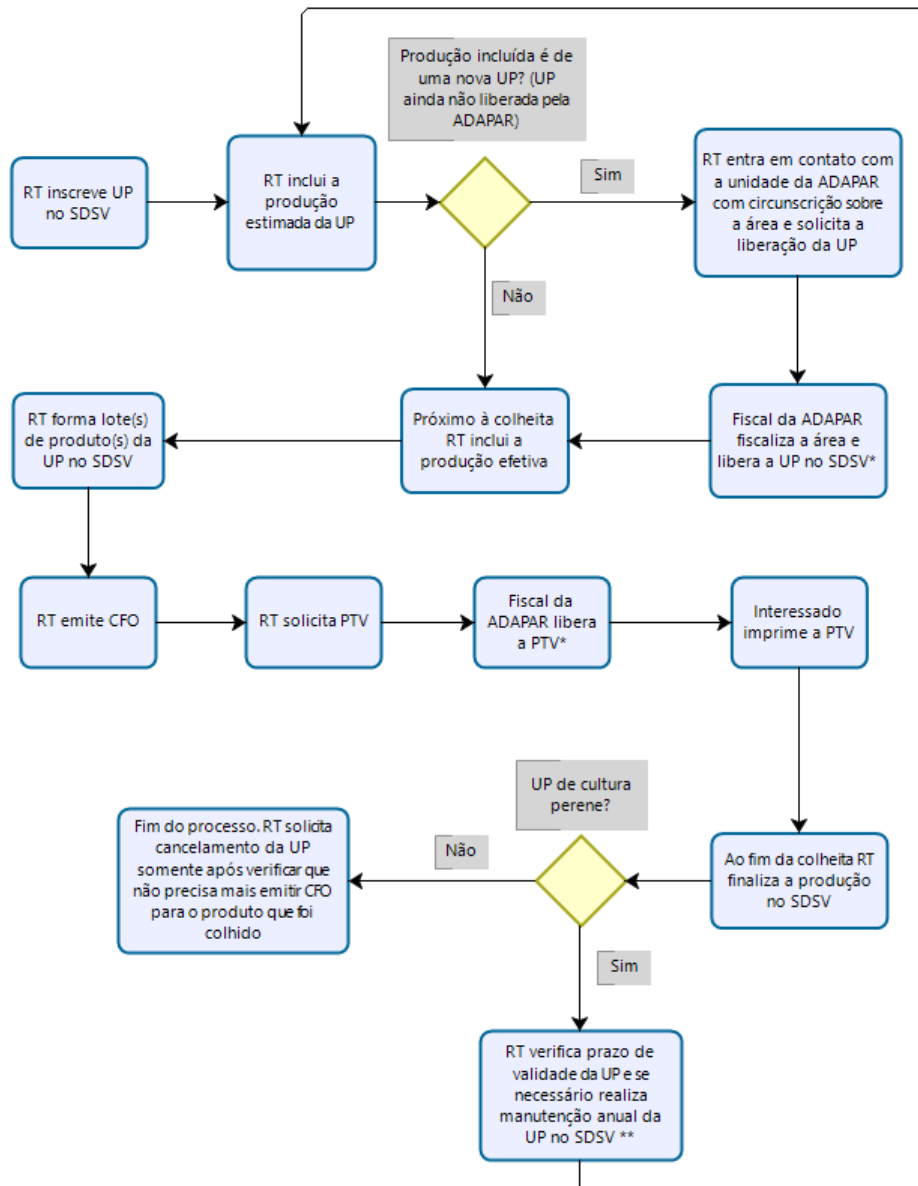 Produção incluída é de
uma nova UP? (UP
ainda não liberada pela
ADAPAR)
RT inscreve UP
no SDSV
RT inclui a
produção
estimada da UP
Sim
RT entra em contato com
a unidade da ADAPAR
com circunscrição sobre
a área e solicita a
liberação da UP
Não
RT forma lote(s)
de produto(s) da
UP no SDSV
Próximo à colheita
RT inclui a
produção efetiva
Fiscal da ADAPAR
fiscaliza a área e
libera a UP no SDSV*
RT emite CFO
RT solicita PTV
Fiscal da
ADAPAR libera
a PTV*
Interessado
imprime a PTV
UP de cultura
perene?
Fim do processo. RT solicita
cancelamento da UP
somente após verificar que
não precisa mais emitir CFO
para o produto que foi
colhido
Não
Ao fim da colheita RT
finaliza a produção
no SDSV
Sim
RT verifica prazo de
validade da UP e se
necessário realiza
manutenção anual da
UP no SDSV **